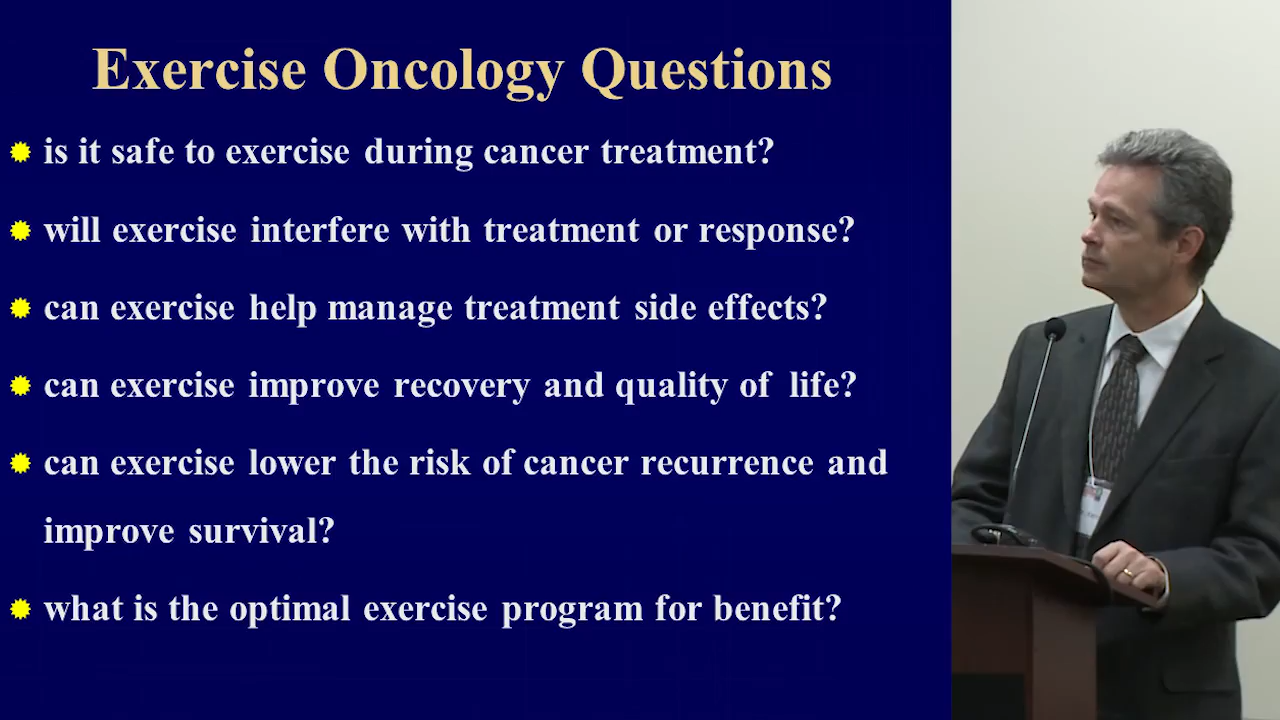 Exercise Oncology Questions
is it safe to exercise during cancer treatment?
will exercise interfere with treatment or response?
can exercise help manage treatment side effects?
can exercise improve recovery and quality of life?
can exercise lower the risk of cancer recurrence and
improve survival?
what is the optimal exercise program for benefit?